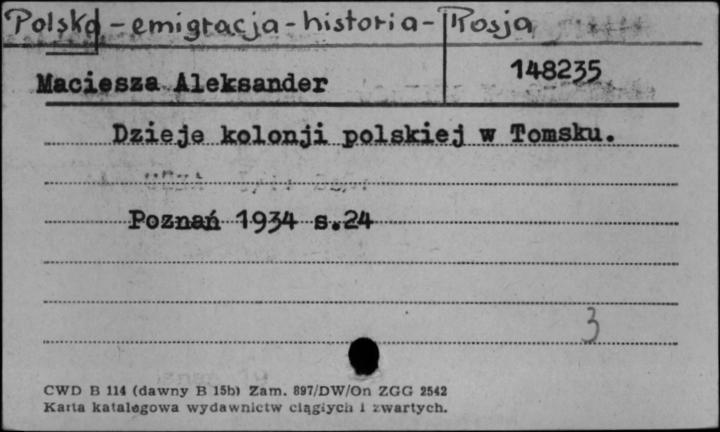 Polska - emigracja - historia - Rosja
Maciesza Aleksander
148235
Dzieje kolonji polskiej w Tomsku.
Poznań 1934 s.24
3
CWD B 114 (dawny B 15b) Zam. 897/DW/On ZGG 2542
Karta katalogowa wydawnictw ciągłych i zwartych.